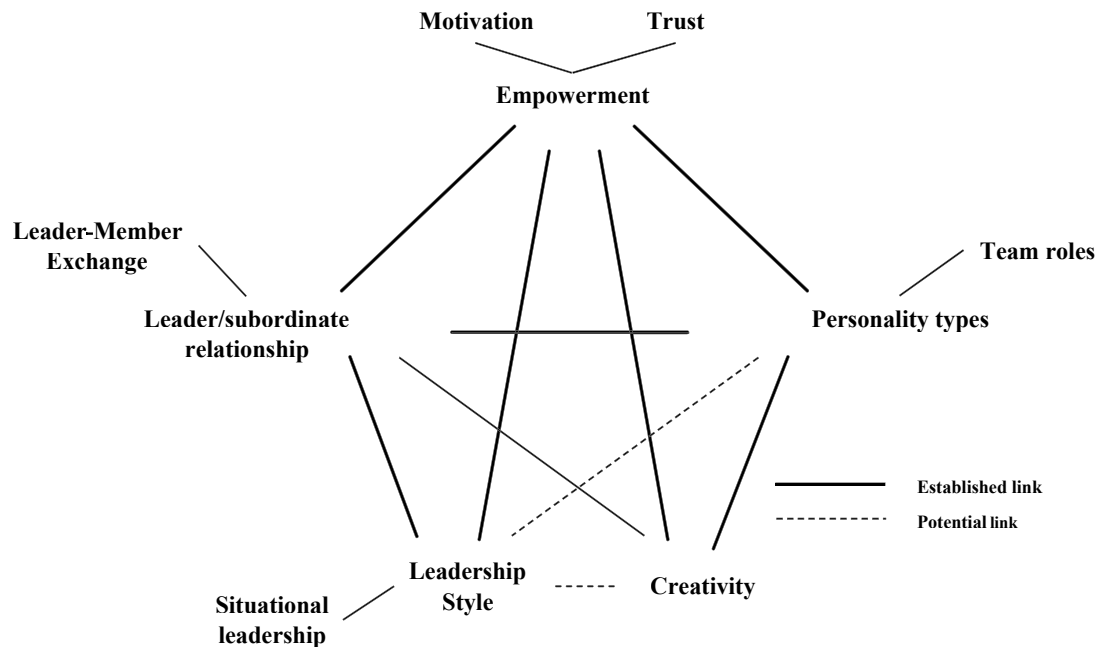 Motivation
Trust
Empowerment
Leader-Member
Exchange
Team roles
Leader/subordinate
relationship
Personality types
Established link
Potential link
Leadership
Style
Creativity
Situational
leadership